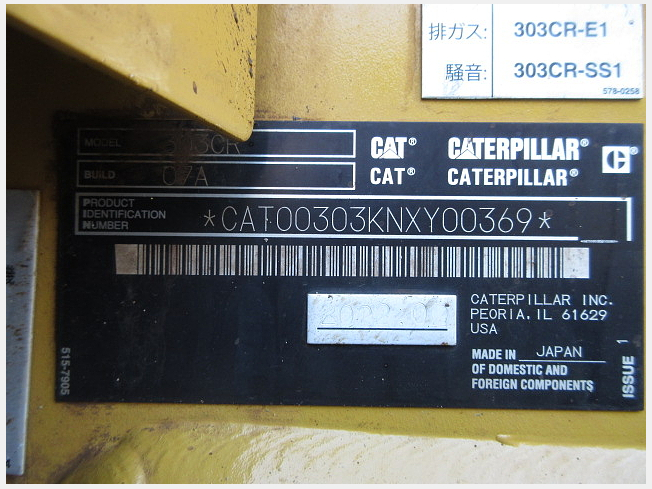 排ガス: 303CR-E1
騒音: 303CR-SS1
578-0258
MODEL 303CR
BUILD 07A
CAT® CATERPILLAR®
CAT® CATERPILLAR®
PRODUCT
IDENTIFICATION
NUMBER
*CAT00303KNXY00369*
CATERPILLAR INC.
PEORIA, IL 61629
USA
MADE IN JAPAN
OF DOMESTIC AND
FOREIGN COMPONENTS
515-7905
ISSUE 1